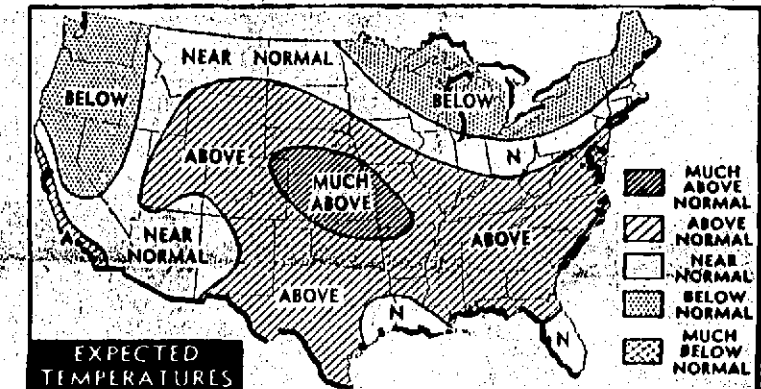 NEAR NORMAL
BELOW
BELOW
ABOVE
N
MUCH
ABOVE
ABOVE
A
NEAR
NORMAL
ABOVE
N
N
MUCH
ABOVE
NORMAL
ABOVE
NORMAL
NEAR
NORMAL
BELOW
NORMAL
MUCH
BELOW
NORMAL
EXPECTED
TEMPERATURES